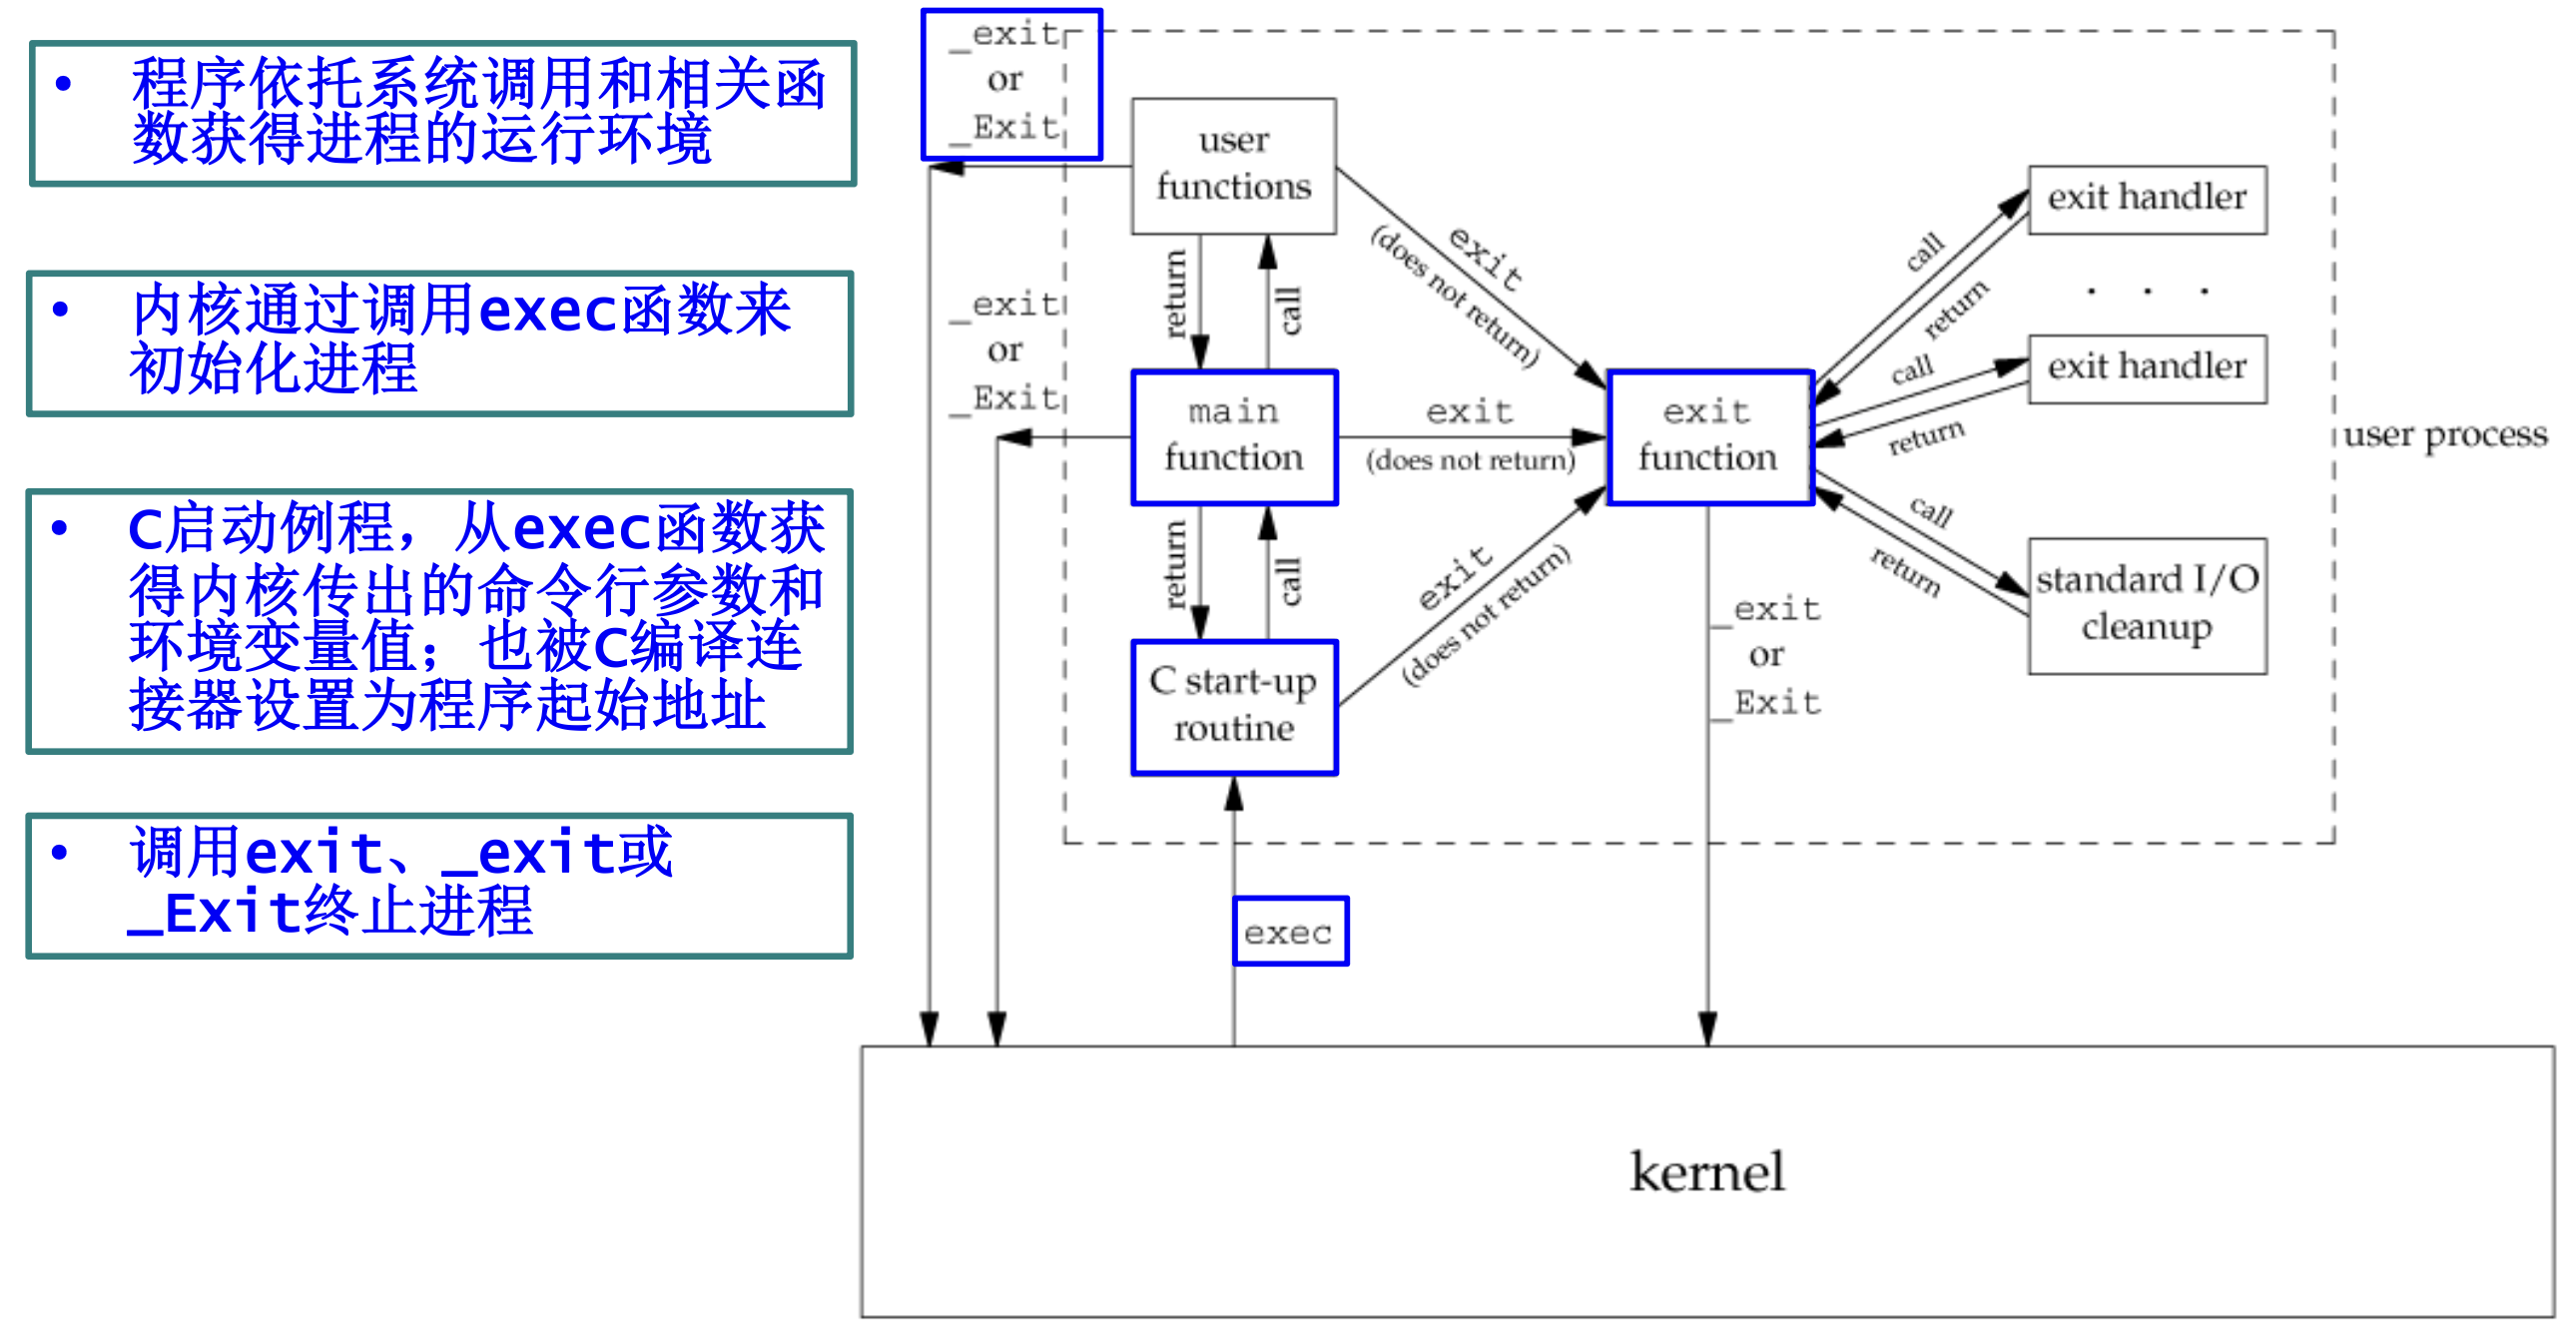 • 程序依托系统调用和相关函
数获得进程的运行环境
• 内核通过调用exec函数来
初始化进程
• C启动例程，从exec函数获
得内核传出的命令行参数和
环境变量值；也被C编译连
接器设置为程序起始地址
• 调用exit、_exit或
_Exit终止进程
_exit
or
_Exit
user
functions
exit
(does not return)
call
return
exit handler
. . .
call
return
exit handler
return
call
_exit
or
_Exit
main
function
exit
(does not return)
exit
function
user process
return
call
exit
(does not return)
call
return
standard I/O
cleanup
C start-up
routine
_exit
or
_Exit
exec
kernel